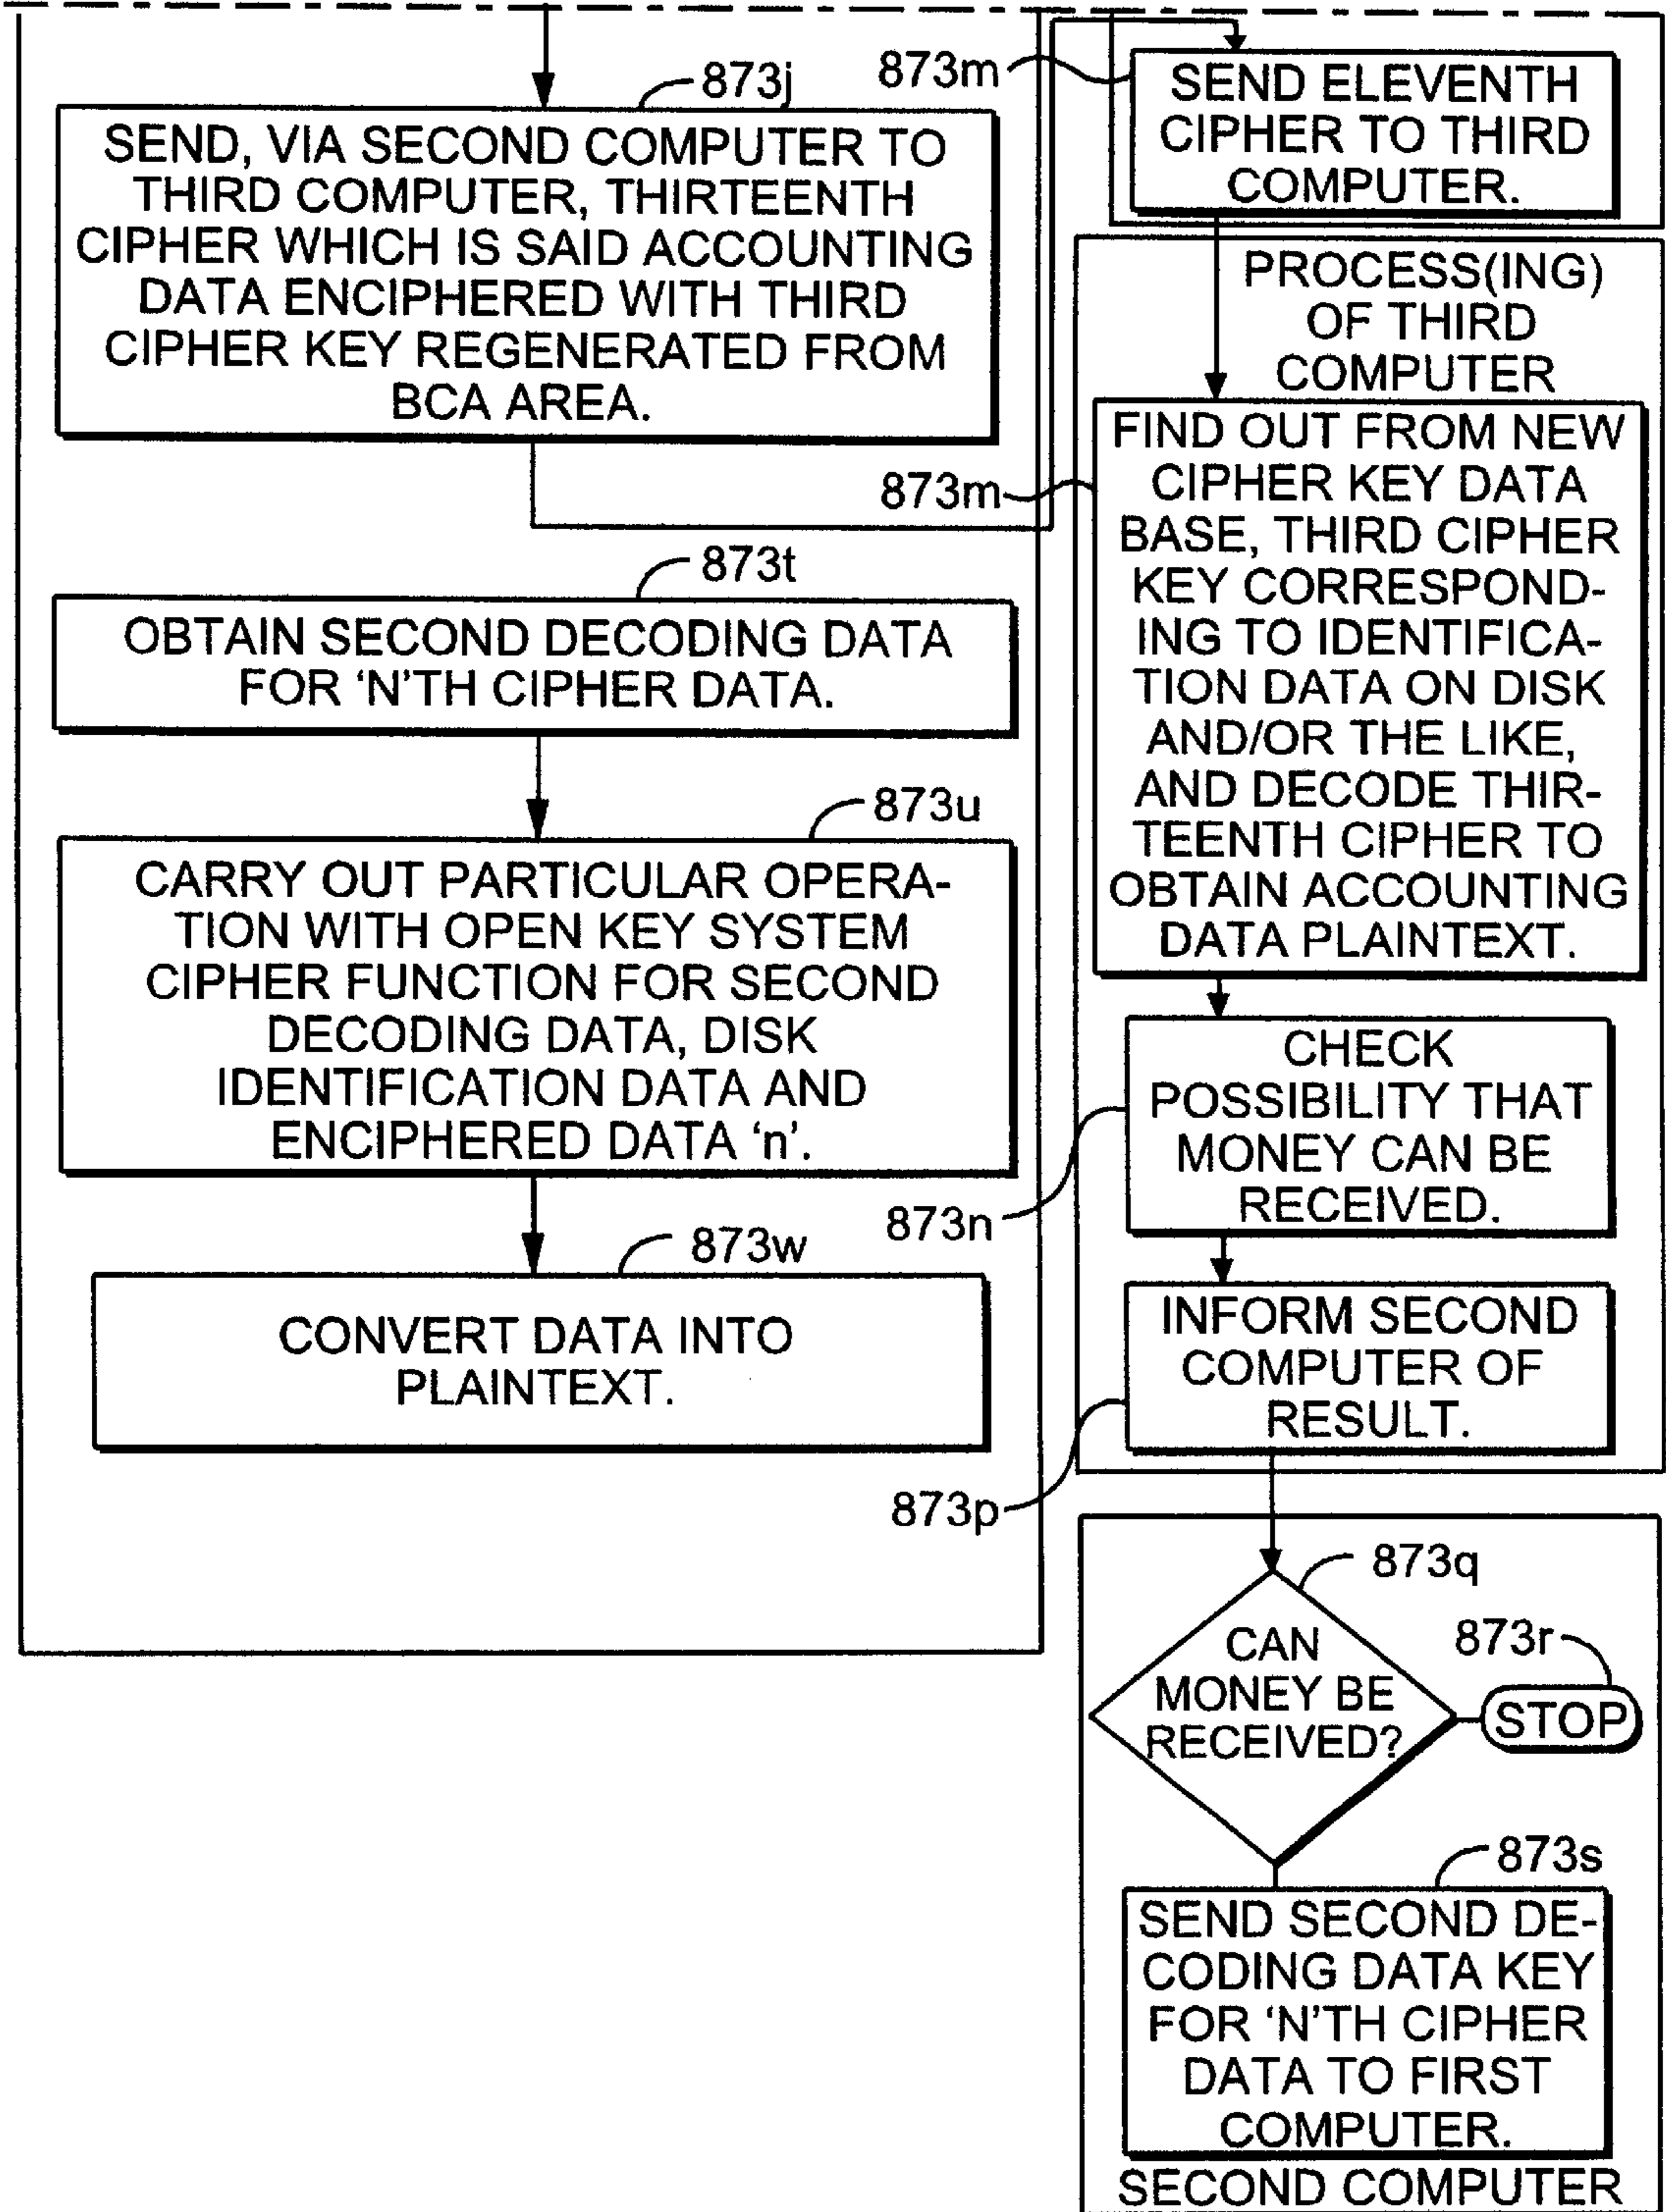 873j
SEND, VIA SECOND COMPUTER TO
THIRD COMPUTER, THIRTEENTH
CIPHER WHICH IS SAID ACCOUNTING
DATA ENCIPHERED WITH THIRD
CIPHER KEY REGENERATED FROM
BCA AREA.
873t
OBTAIN SECOND DECODING DATA
FOR 'N'TH CIPHER DATA.
873u
CARRY OUT PARTICULAR OPERA-
TION WITH OPEN KEY SYSTEM
CIPHER FUNCTION FOR SECOND
DECODING DATA, DISK
IDENTIFICATION DATA AND
ENCIPHERED DATA 'n'.
873w
CONVERT DATA INTO
PLAINTEXT.
873m
SEND ELEVENTH
CIPHER TO THIRD
COMPUTER.
PROCESS(ING)
OF THIRD
COMPUTER
873m
FIND OUT FROM NEW
CIPHER KEY DATA
BASE, THIRD CIPHER
KEY CORRESPOND-
ING TO IDENTIFICA-
TION DATA ON DISK
AND/OR THE LIKE,
AND DECODE THIR-
TEENTH CIPHER TO
OBTAIN ACCOUNTING
DATA PLAINTEXT.
873n
CHECK
POSSIBILITY THAT
MONEY CAN BE
RECEIVED.
873p
INFORM SECOND
COMPUTER OF
RESULT.
873q
CAN
MONEY BE
RECEIVED?
873r
STOP
873s
SEND SECOND DE-
CODING DATA KEY
FOR 'N'TH CIPHER
DATA TO FIRST
COMPUTER.
SECOND COMPUTER